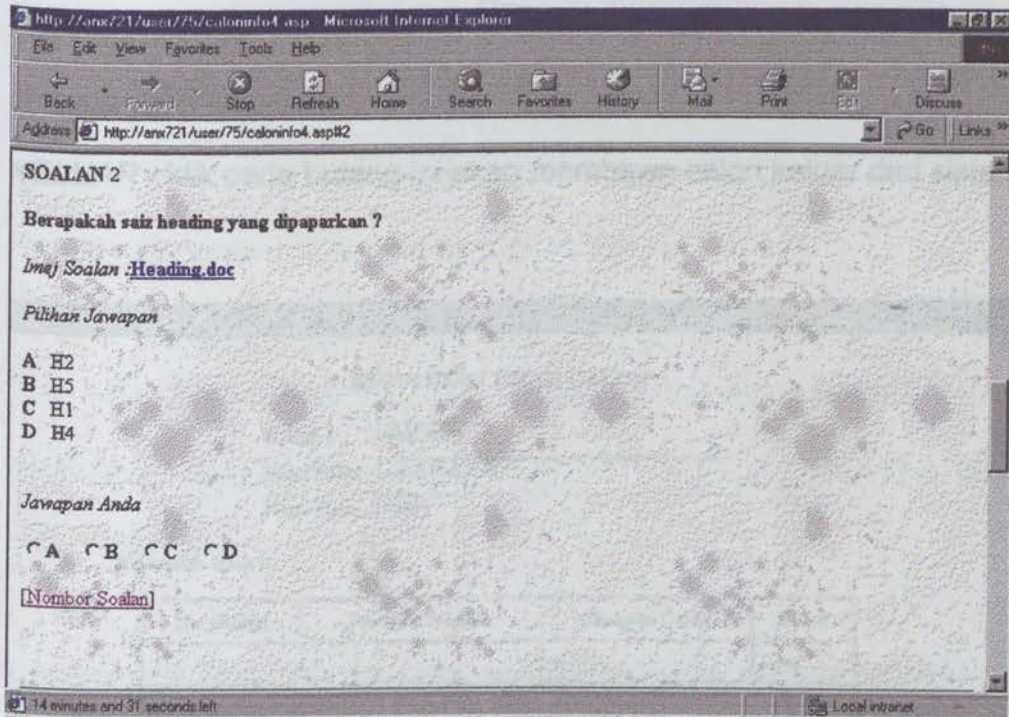 http://anx721/user/75/caloninfo4.asp - Microsoft Internet Explorer
File Edit View Favorites Tools Help
Back Forward Stop Refresh Home Search Favorites History Mail Print Edit Discuss
Address http://anx721/user/75/caloninfo4.asp#2 Go Links
SOALAN 2
Berapakah saiz heading yang dipaparkan ?
Imej Soalan :Heading.doc
Pilihan Jawapan
A H2
B H5
C H1
D H4
Jawapan Anda
A B C D
[Nombor Soalan]
14 minutes and 31 seconds left Local intranet